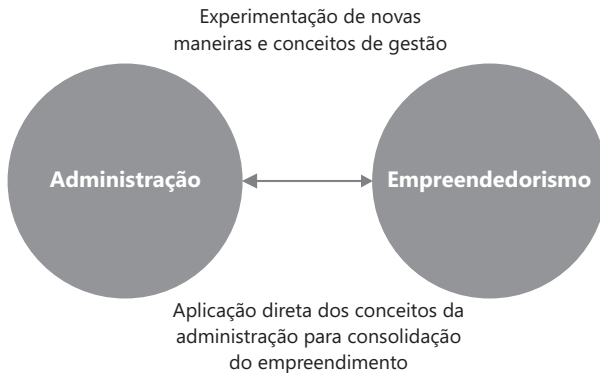 Experimentação de novas
maneiras e conceitos de gestão
Administração
Empreendedorismo
Aplicação direta dos conceitos da
administração para consolidação
do empreendimento